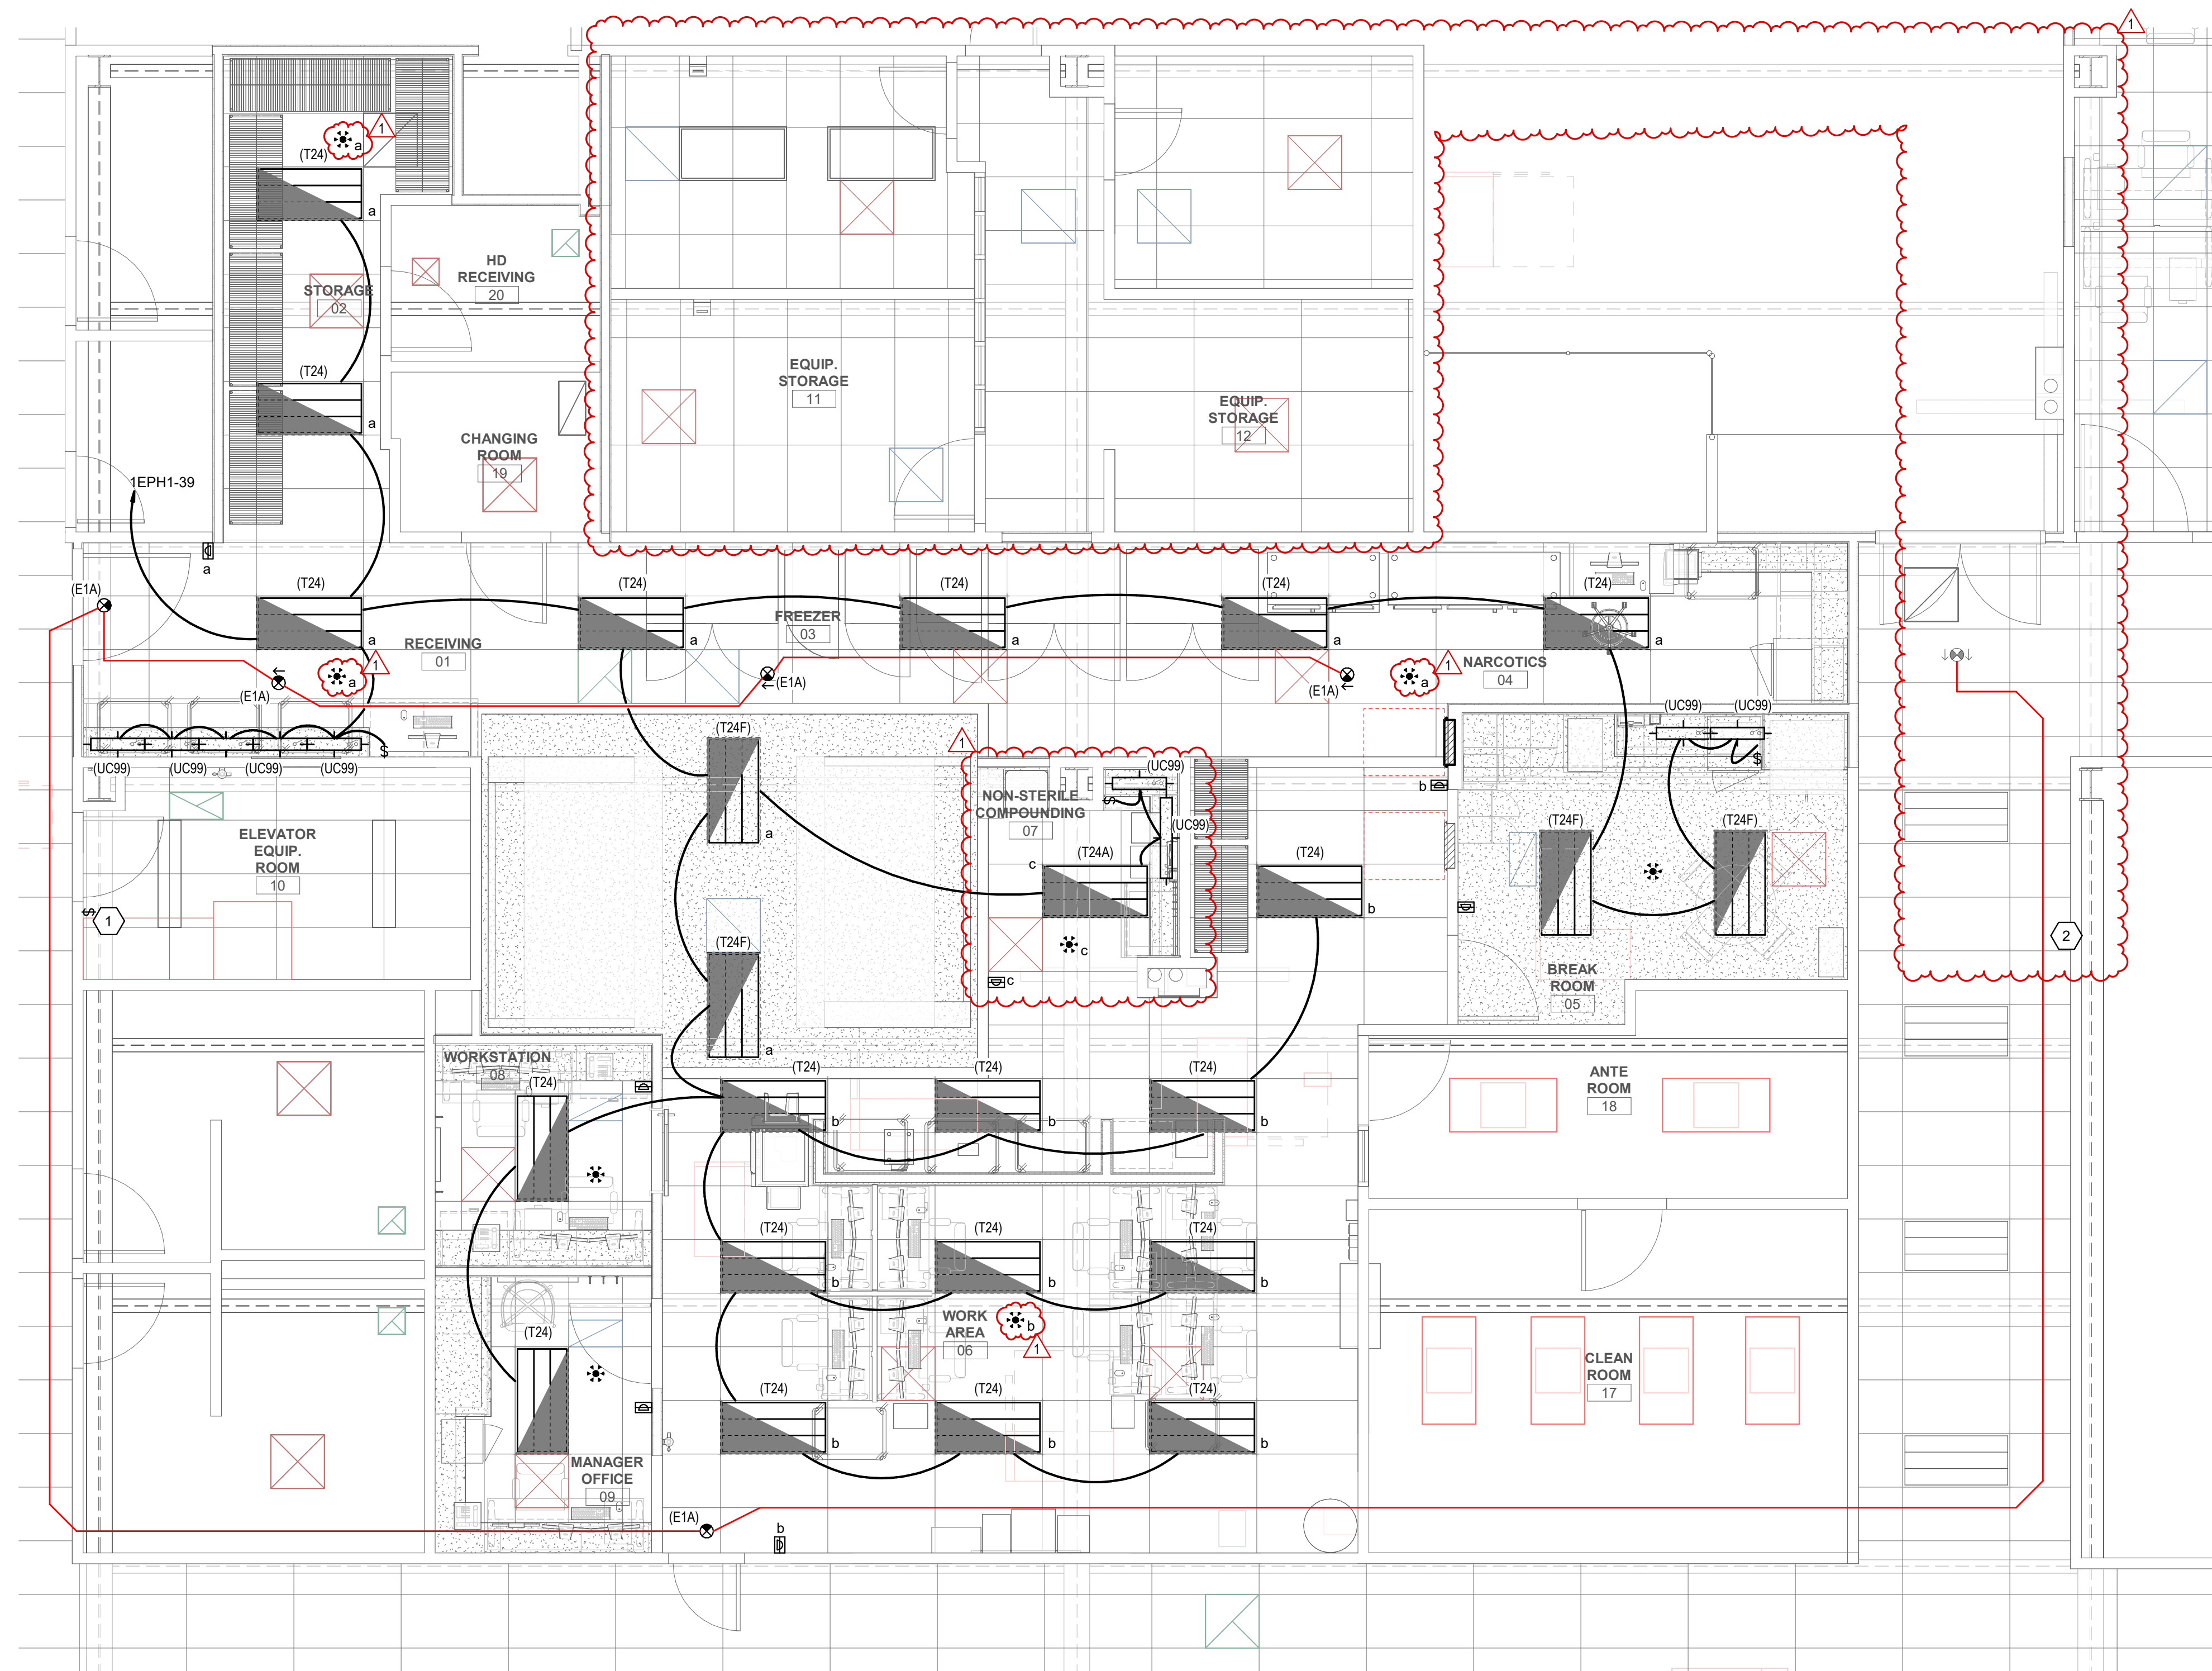 1
1
a
(T24)
a
HD
RECEIVING
20
STORAGE
02
(T24)
a
EQUIP.
STORAGE
11
EQUIP.
STORAGE
12
CHANGING
ROOM
19
1EPH1-39
a
(E1A)
(T24)
a
(T24)
a
(T24)
a
(T24)
a
(T24)
a
FREEZER
03
RECEIVING
01
1
a
(E1A)
(E1A)
(E1A)
1
a
NARCOTICS
04
$
(UC99)
(UC99)
(UC99)
(UC99)
(T24F)
a
1
(UC99)
NON-STERILE
COMPOUNDING
07
$
(UC99)
(T24A)
c
c
c
(T24)
b
b
(UC99)
(UC99)
$
(T24F)
(T24F)
BREAK
ROOM
05
ELEVATOR
EQUIP.
ROOM
10
$
1
2
(T24F)
a
WORKSTATION
08
(T24)
(T24)
b
(T24)
b
(T24)
b
ANTE
ROOM
18
(T24)
b
(T24)
b
(T24)
b
WORK
AREA
06
b
1
(T24)
CLEAN
ROOM
17
(T24)
b
(T24)
b
(T24)
b
MANAGER
OFFICE
09
(E1A)
b